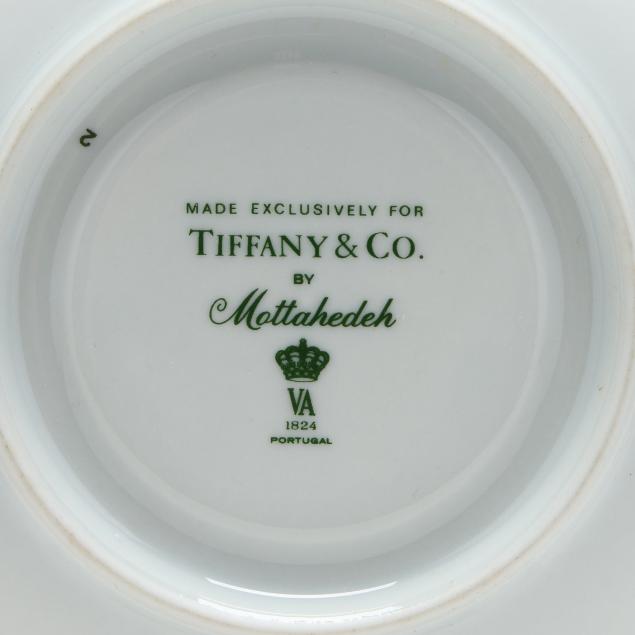 2
MADE EXCLUSIVELY FOR
TIFFANY & CO.
BY
Mottahedeh
VA
1824
PORTUGAL